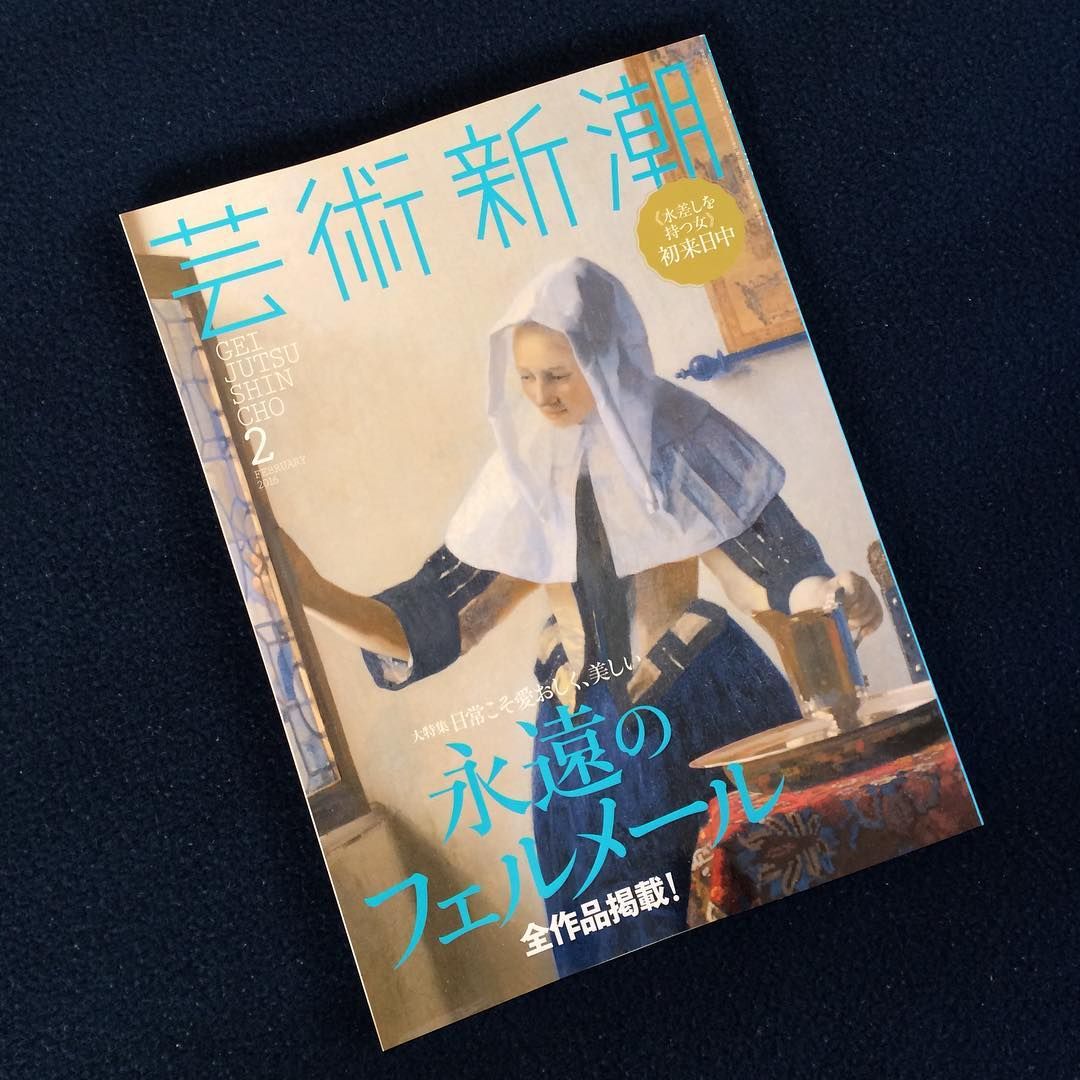 芸術新潮
《水差しを
持つ女》
初来日中
GEI
JUTSU
SHIN
CHO
2
FEBRUARY
2016
大特集 日常こそ愛おしく、美しい
永遠の
フェルメール
全作品掲載!